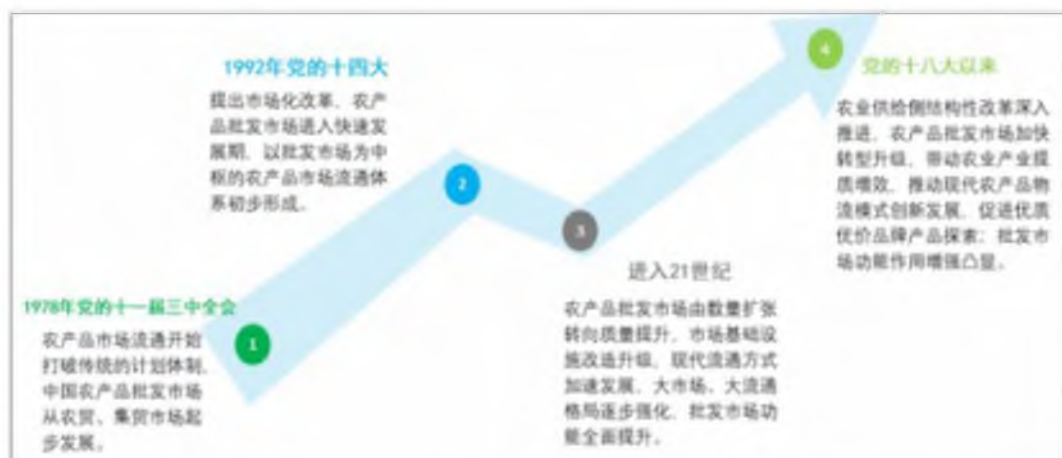 1978年党的十一届三中全会
农产品市场流通开始
打破传统的计划体制,
中国农产品批发市场
从农贸、集贸市场起
步发展。
1
1992年党的十四大
提出市场化改革、农产
品批发市场进入快速发
展期, 以批发市场为中
枢的农产品市场流通体
系初步形成。
2
3
进入21世纪
农产品批发市场由数量扩张
转向质量提升, 市场基础设
施改造升级, 现代流通方式
加速发展, 大市场、大流通
格局逐步强化, 批发市场功
能全面提升。
4
党的十八大以来
农业供给侧结构性改革深入
推进, 农产品批发市场加快
转型升级, 带动农业产业提
质增效, 推动现代农产品物
流模式创新发展, 促进优质
优价品牌产品探索; 批发市
场功能作用增强凸显。